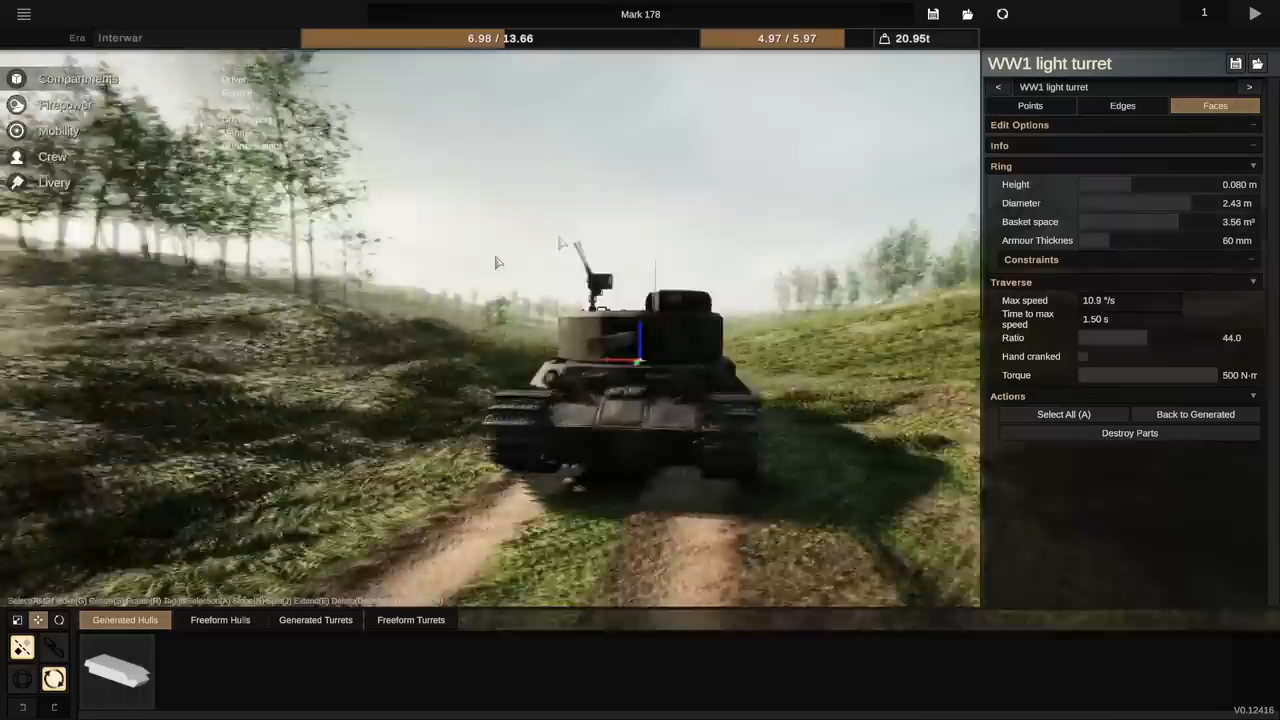 Mark 178
1
Era Interwar
6.98 / 13.66
4.97 / 5.97
20.95t
WW1 light turret
Compartments
Firepower
Mobility
Crew
Livery
Driver
< WW1 light turret >
Points Edges Faces
Edit Options
Info
Ring
Height 0.080 m
Diameter 2.43 m
Basket space 3.56 m³
Armour Thicknes 60 mm
Constraints
Traverse
Max speed 10.9 °/s
Time to max speed 1.50 s
Ratio 44.0
Hand cranked
Torque 500 N·m
Actions
Select All (A) Back to Generated
Destroy Parts
Generated Hulls Freeform Hulls Generated Turrets Freeform Turrets
V0.12416